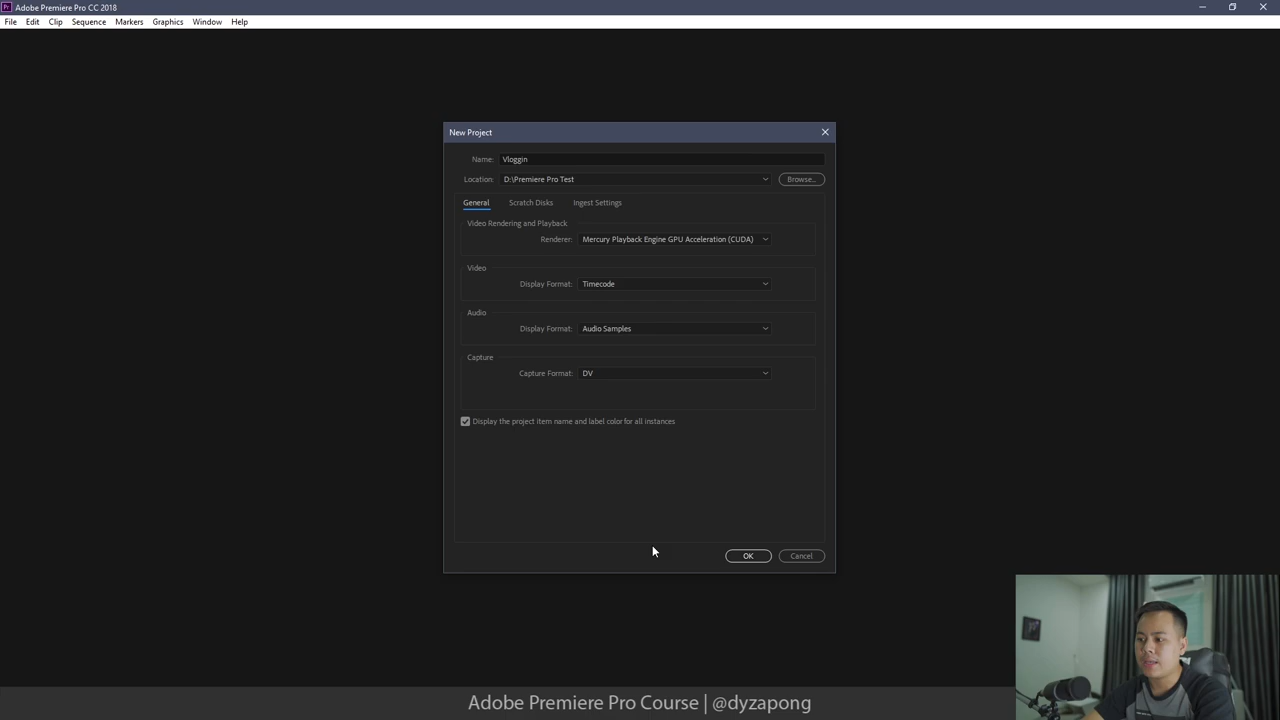 Pr Adobe Premiere Pro CC 2018
File Edit Clip Sequence Markers Graphics Window Help
New Project
Name: Vloggin
Location: D:\Premiere Pro Test Browse...
General Scratch Disks Ingest Settings
Video Rendering and Playback
Renderer: Mercury Playback Engine GPU Acceleration (CUDA)
Video
Display Format: Timecode
Audio
Display Format: Audio Samples
Capture
Capture Format: DV
Display the project item name and label color for all instances
OK Cancel
Adobe Premiere Pro Course | @dyzapong